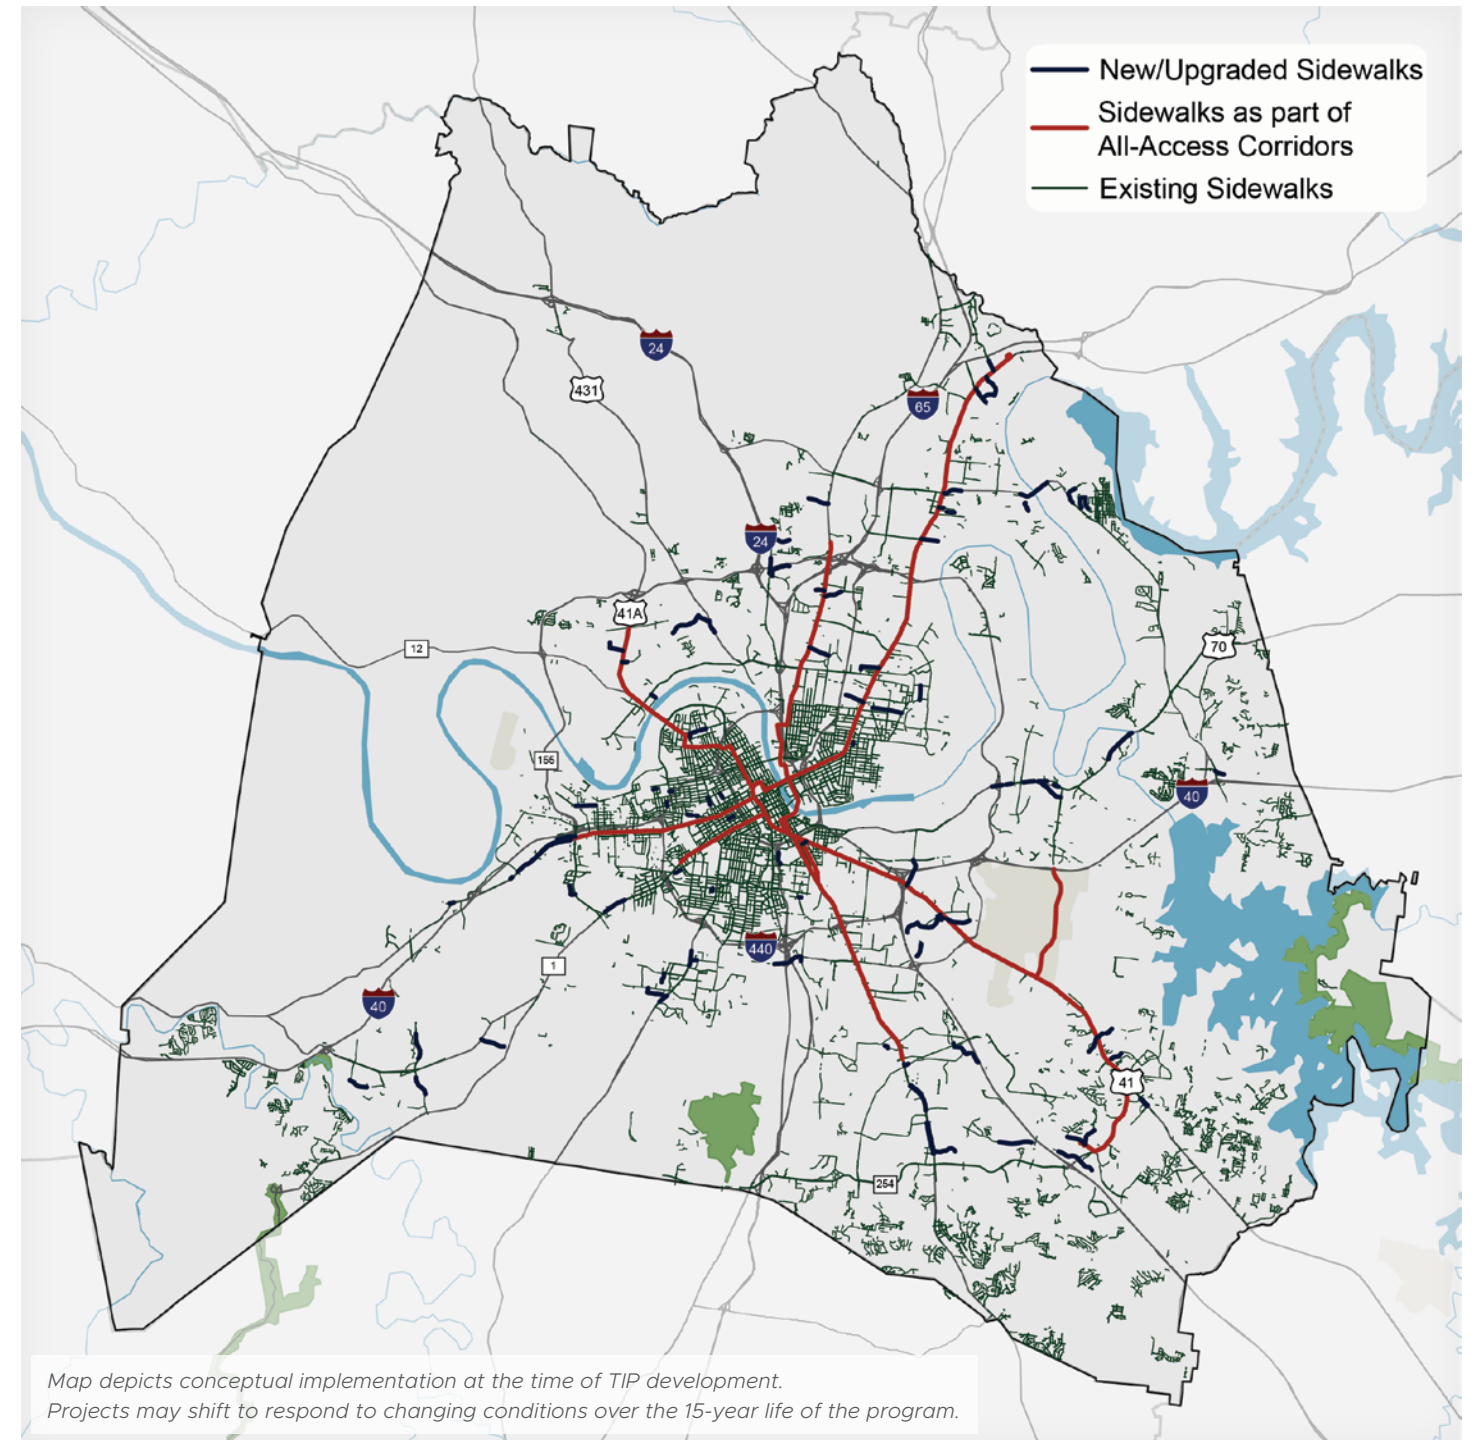 New/Upgraded Sidewalks
Sidewalks as part of
All-Access Corridors
Existing Sidewalks
24
431
65
24
41A
12
70
155
40
440
1
40
41
254
Map depicts conceptual implementation at the time of TIP development.
Projects may shift to respond to changing conditions over the 15-year life of the program.